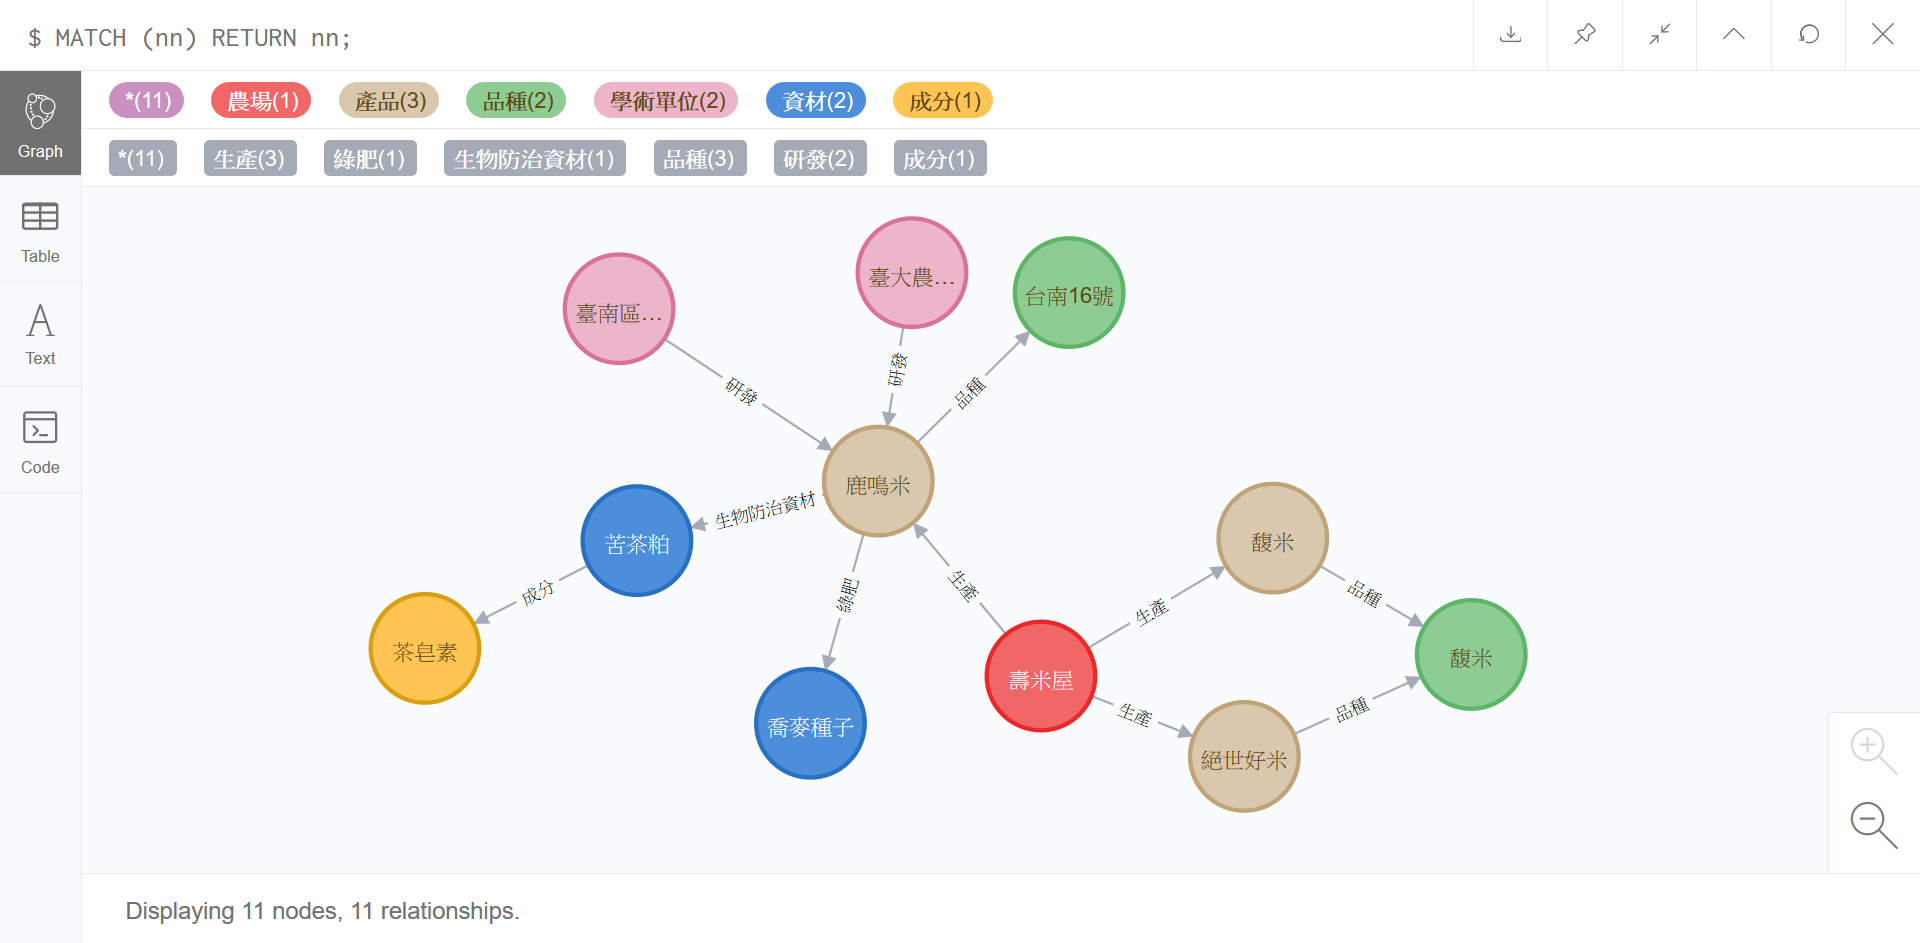 $ MATCH (nn) RETURN nn;
Graph
Table
Text
Code
*(11) 農場(1) 產品(3) 品種(2) 學術單位(2) 資材(2) 成分(1)
*(11) 生產(3) 綠肥(1) 生物防治資材(1) 品種(3) 研發(2) 成分(1)
臺大農...
台南16號
臺南區...
研發
研發
品種
鹿鳴米
生物防治資材
苦茶粕
馥米
成分
綠肥
生產
生產
品種
茶皂素
馥米
壽米屋
生產
品種
喬麥種子
絕世好米
Displaying 11 nodes, 11 relationships.